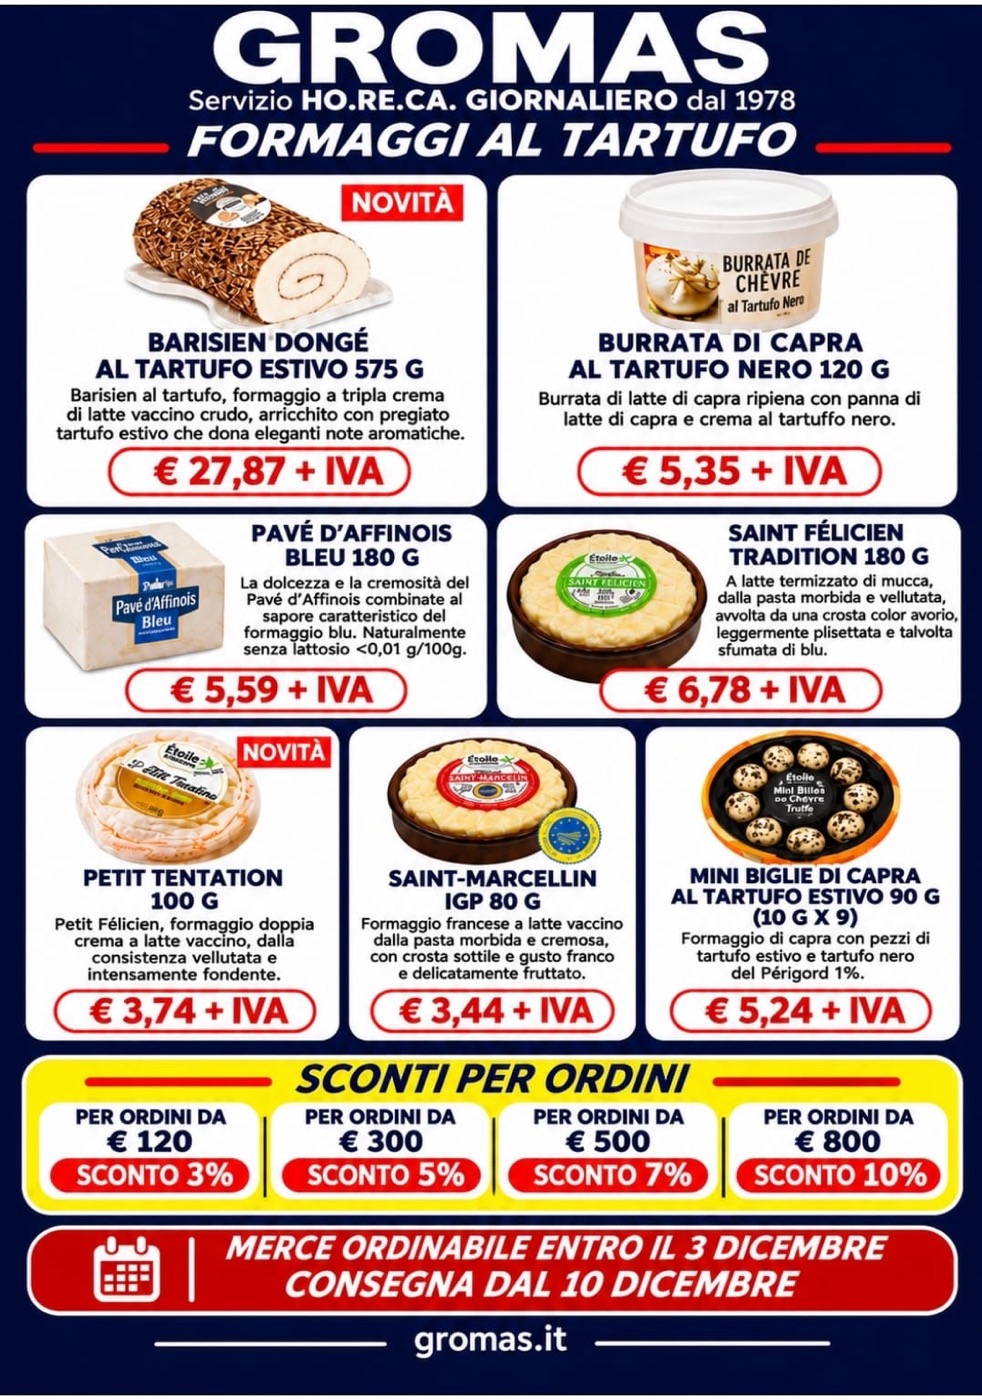 GROMAS
Servizio HO.RE.CA. GIORNALIERO dal 1978
FORMAGGI AL TARTUFO
NOVITÀ
BARISIEN DONGÉ
AL TARTUFO ESTIVO 575 G
Barisien al tartufo, formaggio a tripla crema
di latte vaccino crudo, arricchito con pregiato
tartufo estivo che dona eleganti note aromatiche.
€ 27,87 + IVA
BURRATA DE
CHÈVRE
al Tartufo Nero
BURRATA DI CAPRA
AL TARTUFO NERO 120 G
Burrata di latte di capra ripiena con panna di
latte di capra e crema al tartuffo nero.
€ 5,35 + IVA
Bleu
Pavé d'Affinois
Bleu
PAVÉ D'AFFINOIS
BLEU 180 G
La dolcezza e la cremosità del
Pavé d'Affinois combinate al
sapore caratteristico del
formaggio blu. Naturalmente
senza lattosio <0,01 g/100g.
€ 5,59 + IVA
Étoile
SAINT FELICIEN
SAINT FÉLICIEN
TRADITION 180 G
A latte termizzato di mucca,
dalla pasta morbida e vellutata,
avvolta da una crosta color avorio,
leggermente plisettata e talvolta
sfumata di blu.
€ 6,78 + IVA
NOVITÀ
Étoile
Petit Tentation
PETIT TENTATION
100 G
Petit Félicien, formaggio doppia
crema a latte vaccino, dalla
consistenza vellutata e
intensamente fondente.
€ 3,74 + IVA
Étoile
SAINT-MARCELLIN
SAINT-MARCELLIN
IGP 80 G
Formaggio francese a latte vaccino
dalla pasta morbida e cremosa,
con crosta sottile e gusto franco
e delicatamente fruttato.
€ 3,44 + IVA
Étoile
Mini Billes
de Chèvre
Truffe
MINI BIGLIE DI CAPRA
AL TARTUFO ESTIVO 90 G
(10 G X 9)
Formaggio di capra con pezzi di
tartufo estivo e tartufo nero
del Périgord 1%.
€ 5,24 + IVA
SCONTI PER ORDINI
PER ORDINI DA
€ 120
SCONTO 3%
PER ORDINI DA
€ 300
SCONTO 5%
PER ORDINI DA
€ 500
SCONTO 7%
PER ORDINI DA
€ 800
SCONTO 10%
MERCE ORDINABILE ENTRO IL 3 DICEMBRE
CONSEGNA DAL 10 DICEMBRE
gromas.it